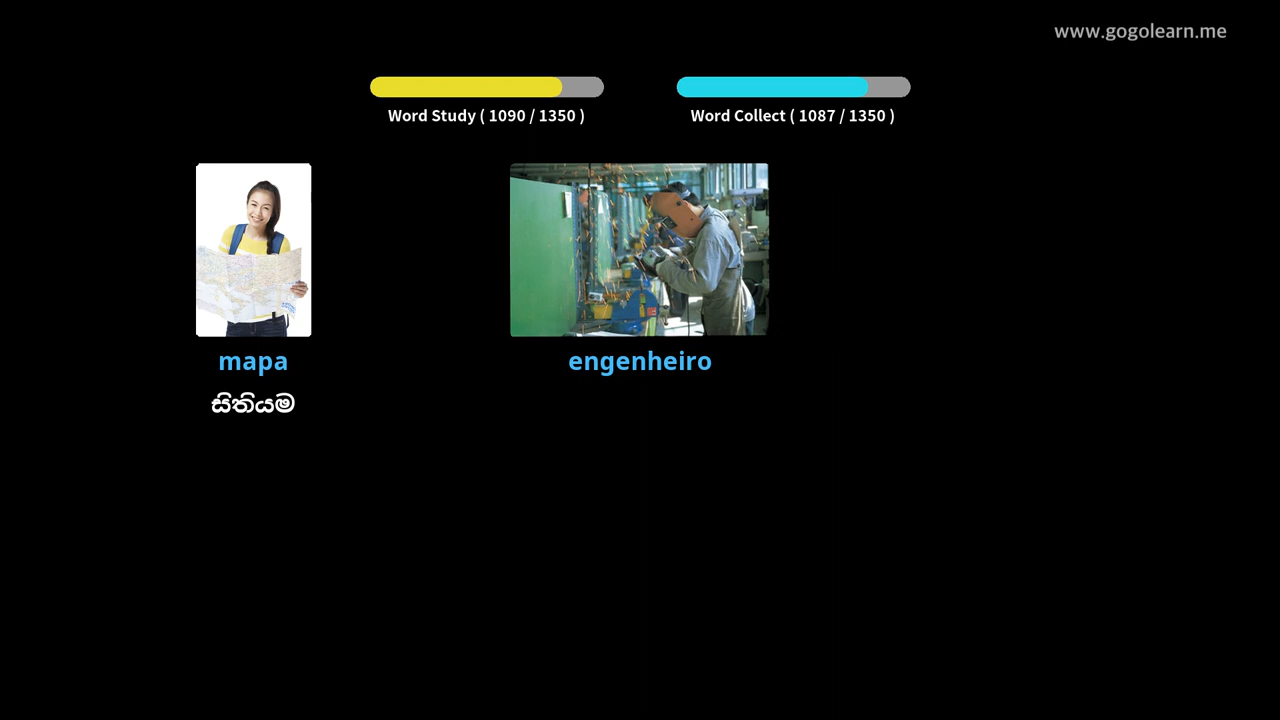 www.gogolearn.me
Word Study ( 1090 / 1350 )
Word Collect ( 1087 / 1350 )
mapa
engenheiro
සිතියම